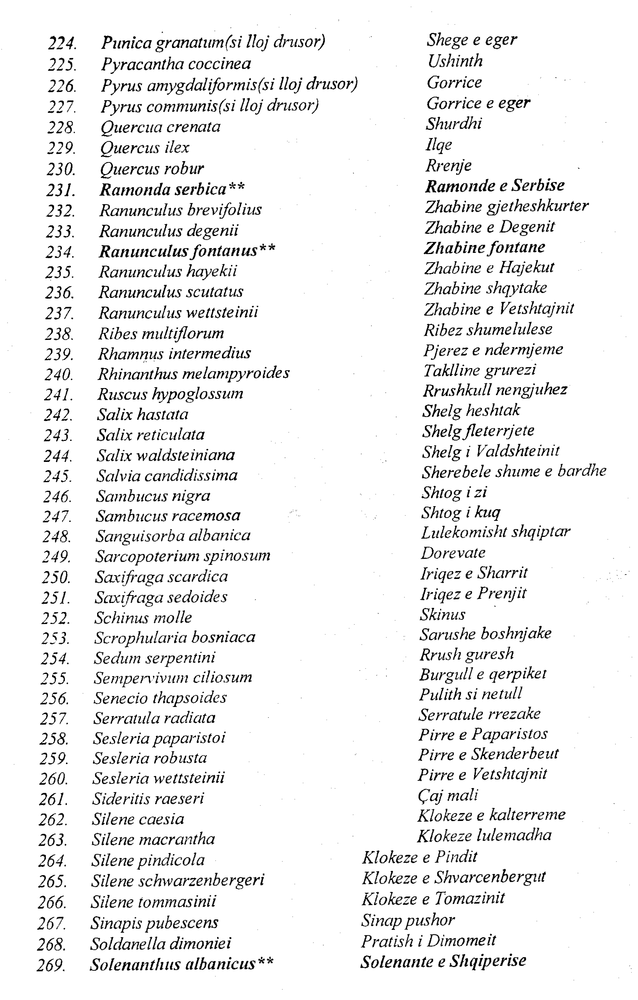 224. Punica granatum(si lloj drusor) Shege e eger
225. Pyracantha coccinea Ushinth
226. Pyrus amygdaliformis(si lloj drusor) Gorrice
227. Pyrus communis(si lloj drusor) Gorrice e eger
228. Quercua crenata Shurdhi
229. Quercus ilex Ilqe
230. Quercus robur Rrenje
231. Ramonda serbica** Ramonde e Serbise
232. Ranunculus brevifolius Zhabine gjetheshkurter
233. Ranunculus degenii Zhabine e Degenit
234. Ranunculus fontanus** Zhabine fontane
235. Ranunculus hayekii Zhabine e Hajekut
236. Ranunculus scutatus Zhabine shqytake
237. Ranunculus wettsteinii Zhabine e Vetshtajnit
238. Ribes multiflorum Ribez shumelulese
239. Rhamnus intermedius Pjerez e ndermjeme
240. Rhinanthus melampyroides Taklline grurezi
241. Ruscus hypoglossum Rrushkull nengjuhez
242. Salix hastata Shelg heshtak
243. Salix reticulata Shelg fleterrjete
244. Salix waldsteiniana Shelg i Valdshteinit
245. Salvia candidissima Sherebele shume e bardhe
246. Sambucus nigra Shtog i zi
247. Sambucus racemosa Shtog i kuq
248. Sanguisorba albanica Lulekomisht shqiptar
249. Sarcopoterium spinosum Dorevate
250. Saxifraga scardica Iriqez e Sharrit
251. Saxifraga sedoides Iriqez e Prenjit
252. Schinus molle Skinus
253. Scrophularia bosniaca Sarushe boshnjake
254. Sedum serpentini Rrush guresh
255. Sempervivum ciliosum Burgull e qerpiket
256. Senecio thapsoides Pulith si netull
257. Serratula radiata Serratule rrezake
258. Sesleria paparistoi Pirre e Paparistos
259. Sesleria robusta Pirre e Skenderbeut
260. Sesleria wettsteinii Pirre e Vetshtajnit
261. Sideritis raeseri Çaj mali
262. Silene caesia Klokeze e kalterreme
263. Silene macrantha Klokeze lulemadha
264. Silene pindicola Klokeze e Pindit
265. Silene schwarzenbergeri Klokeze e Shvarcenbergut
266. Silene tommasinii Klokeze e Tomazinit
267. Sinapis pubescens Sinap pushor
268. Soldanella dimoniei Pratish i Dimomeit
269. Solenanthus albanicus** Solenante e Shqiperise